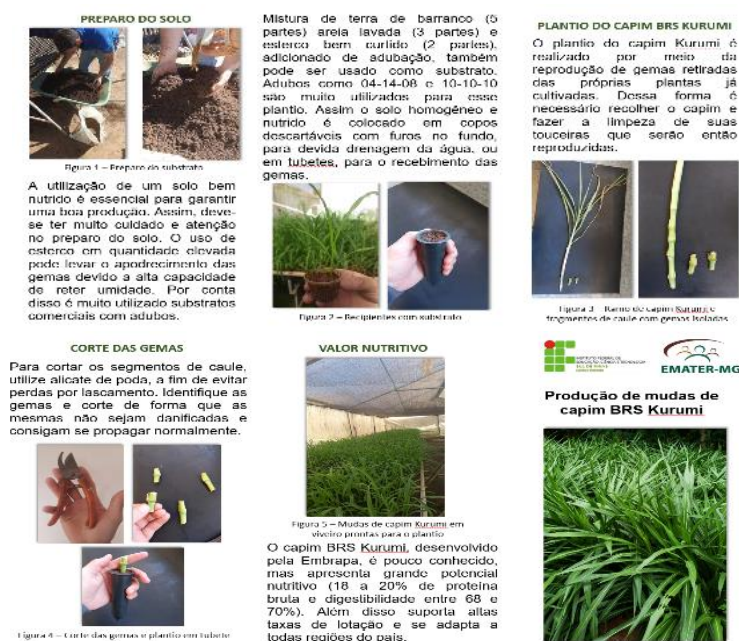 PREPARO DO SOLO
Figura 1 – Preparo do substrato
A utilização de um solo bem
nutrido é essencial para garantir
uma boa produção. Assim, deve-
se ter muito cuidado e atenção
no preparo do solo. O uso de
esterco em quantidade elevada
pode levar o apodrecimento das
gemas devido a alta capacidade
de reter umidade. Por conta
disso é muito utilizado substratos
comerciais com adubos.
Mistura de terra de barranco (5
partes) areia lavada (3 partes) e
esterco bem curtido (2 partes),
adicionado de adubação, também
pode ser usado como substrato.
Adubos como 04-14-08 e 10-10-10
são muito utilizados para esse
plantio. Assim o solo homogêneo e
nutrido é colocado em copos
descartáveis com furos no fundo,
para devida drenagem da água, ou
em tubetes, para o recebimento das
gemas.
Figura 2 – Recipientes com substrato
PLANTIO DO CAPIM BRS KURUMI
O plantio do capim Kurumi é
realizado por meio da
reprodução de gemas retiradas
das próprias plantas já
cultivadas. Dessa forma é
necessário recolher o capim e
fazer a limpeza de suas
touceiras que serão então
reproduzidas.
Figura 3 – Ramo de capim Kurumi e
fragmentos de caule com gemas isoladas
CORTE DAS GEMAS
Para cortar os segmentos de caule,
utilize alicate de poda, a fim de evitar
perdas por lascamento. Identifique as
gemas e corte de forma que as
mesmas não sejam danificadas e
consigam se propagar normalmente.
Figura 4 – Corte das gemas e plantio em tubete
VALOR NUTRITIVO
Figura 5 – Mudas de capim Kurumi em
viveiro prontas para o plantio
O capim BRS Kurumi, desenvolvido
pela Embrapa, é pouco conhecido,
mas apresenta grande potencial
nutritivo (18 a 20% de proteína
bruta e digestibilidade entre 68 e
70%). Além disso suporta altas
taxas de lotação e se adapta a
todas regiões do país.
INSTITUTO FEDERAL DE
EDUCAÇÃO, CIÊNCIA E TECNOLOGIA
SUL DE MINAS
EMATER-MG
Produção de mudas de
capim BRS Kurumi